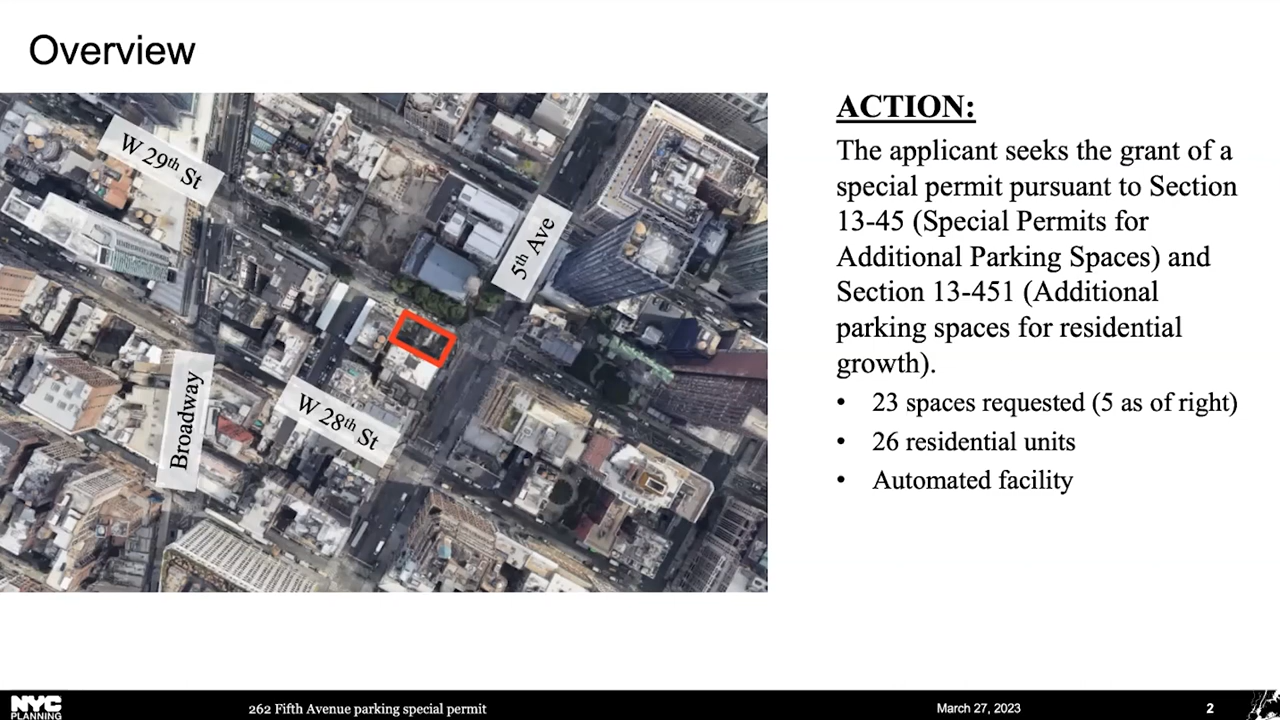 Overview
W 29th St
5th Ave
Broadway
W 28th St
ACTION:
The applicant seeks the grant of a
special permit pursuant to Section
13-45 (Special Permits for
Additional Parking Spaces) and
Section 13-451 (Additional
parking spaces for residential
growth).
• 23 spaces requested (5 as of right)
• 26 residential units
• Automated facility
NYC
PLANNING
262 Fifth Avenue parking special permit
March 27, 2023
2